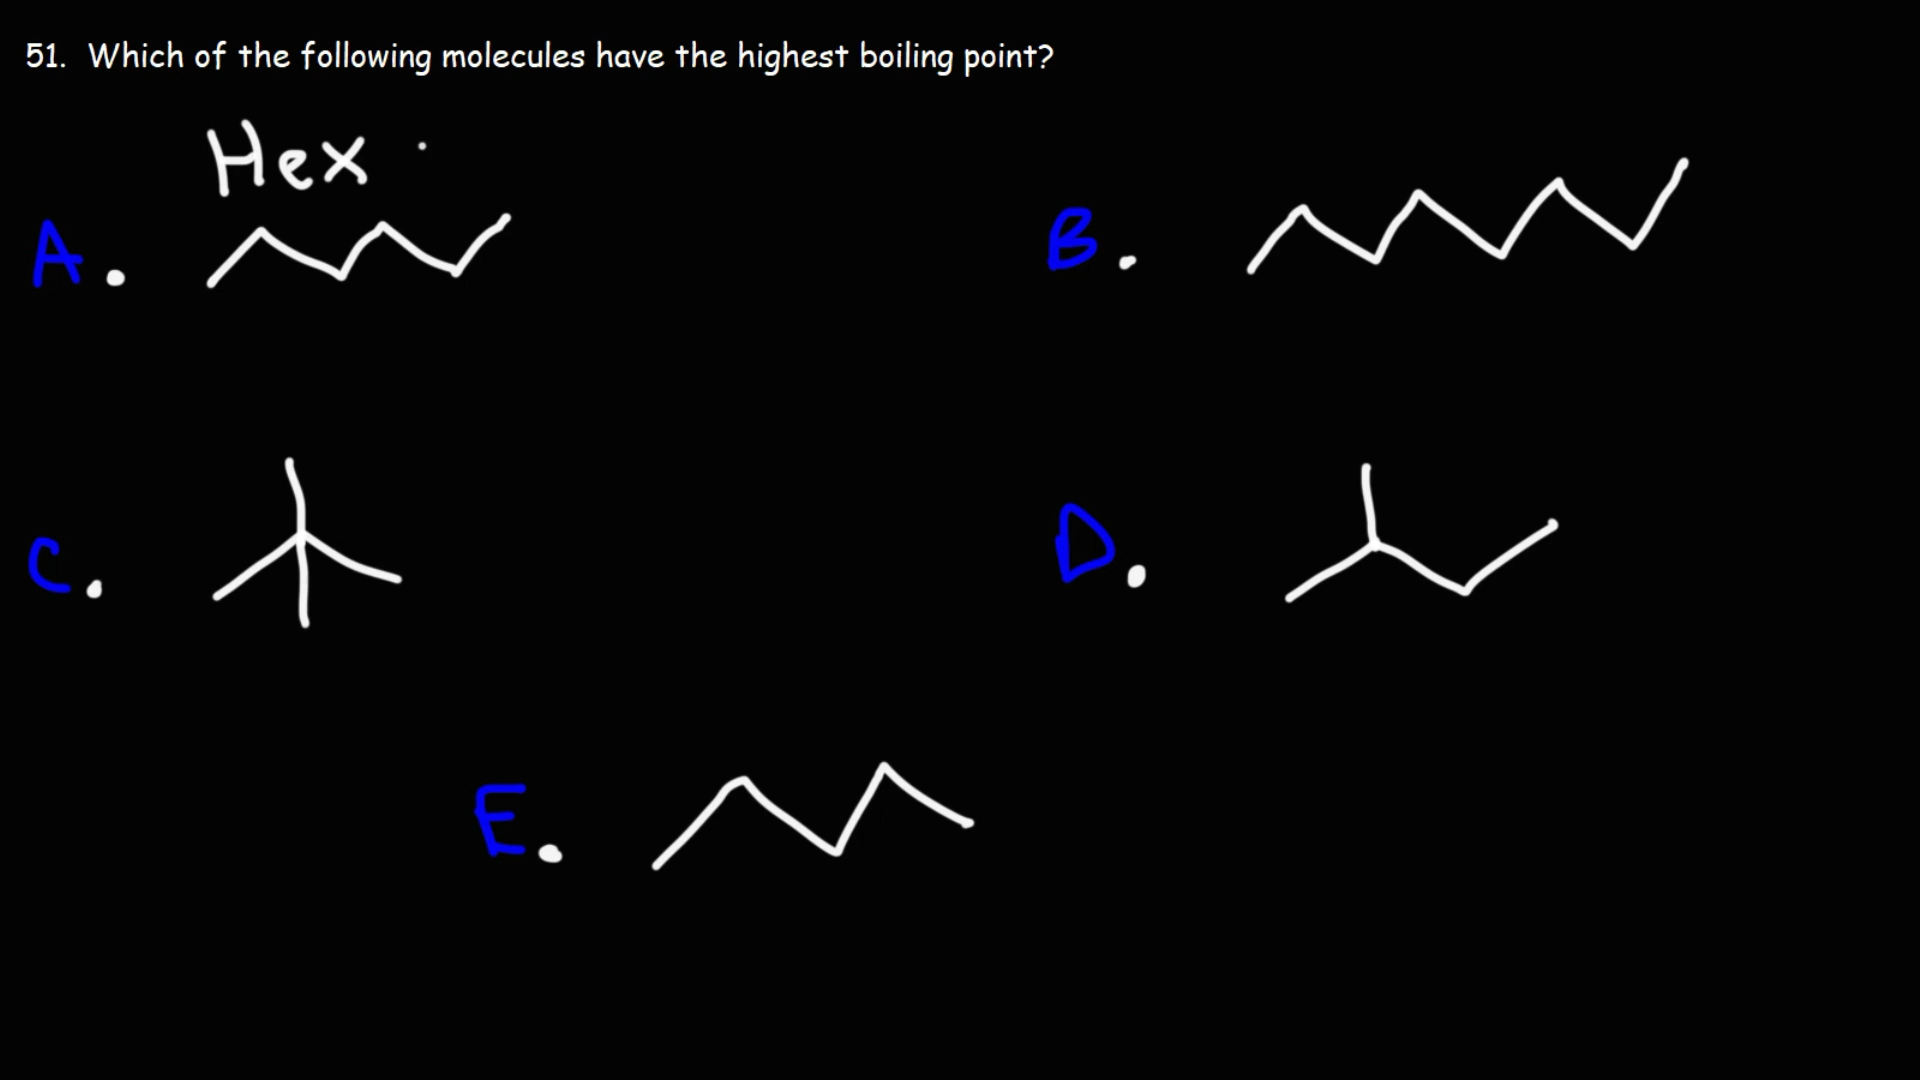 51. Which of the following molecules have the highest boiling point?
Hex
A.
B.
C.
D.
E.